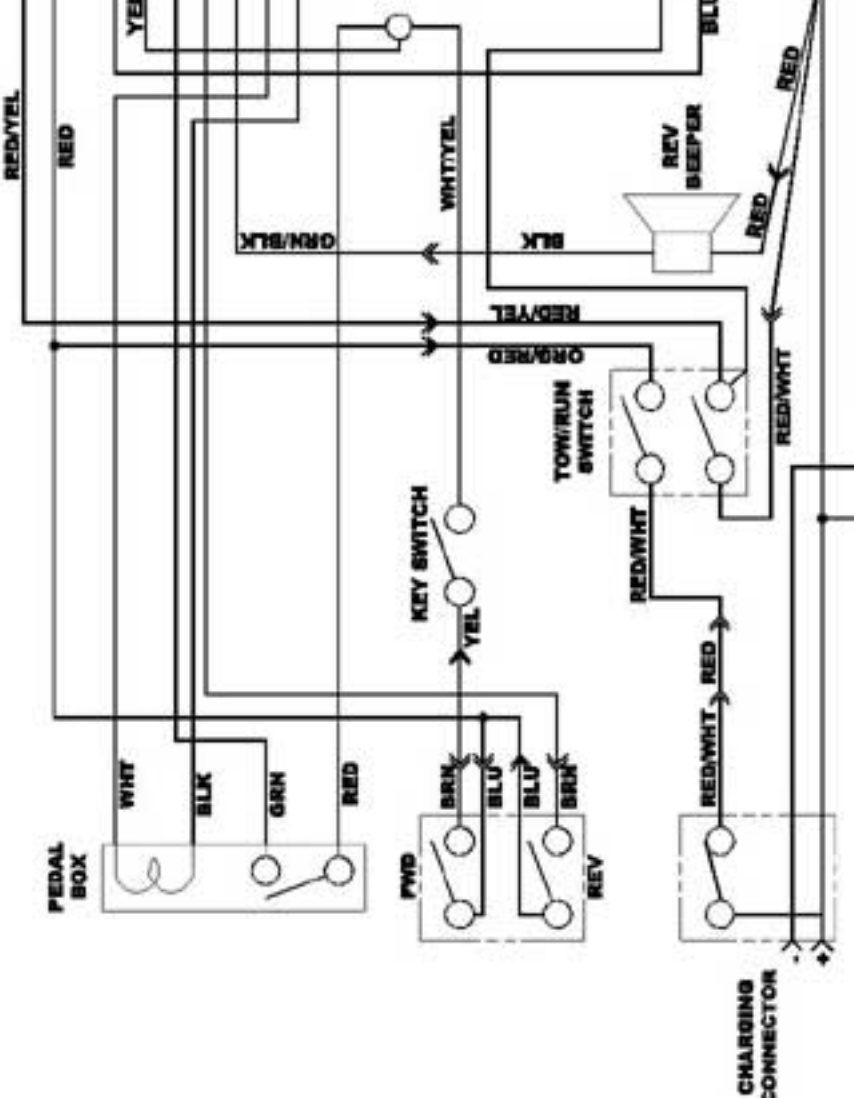 YEL
BLU
RED/YEL
RED
WHT/YEL
REV
BEEPER
RED
RED
GRN/BLK
BLK
RED/YEL
ORG/RED
RED/WHT
TOW/RUN
SWITCH
KEY SWITCH
YEL
RED/WHT
RED
RED/WHT
WHT
BLK
GRN
RED
BRN
BLU
BLU
BRN
PEDAL
BOX
FWD
REV
-
+
CHARGING
CONNECTOR